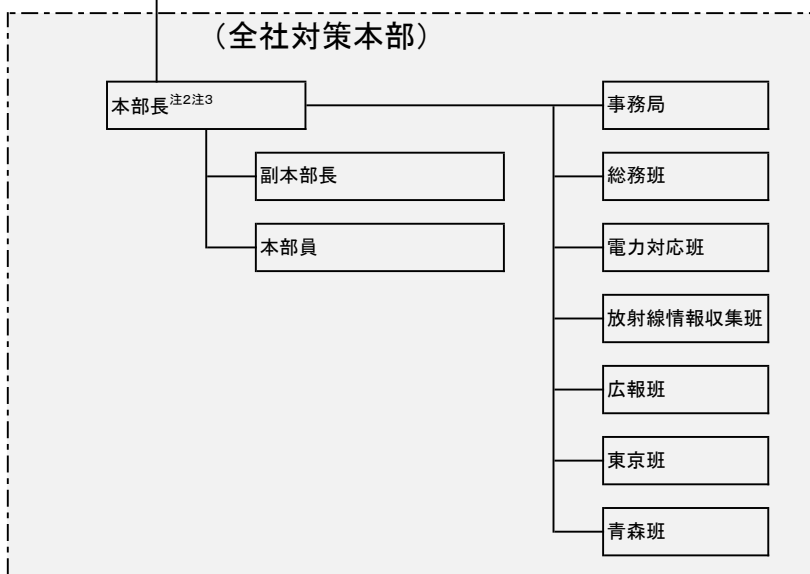 （全社対策本部）
本部長注2注3
副本部長
本部員
事務局
総務班
電力対応班
放射線情報収集班
広報班
東京班
青森班